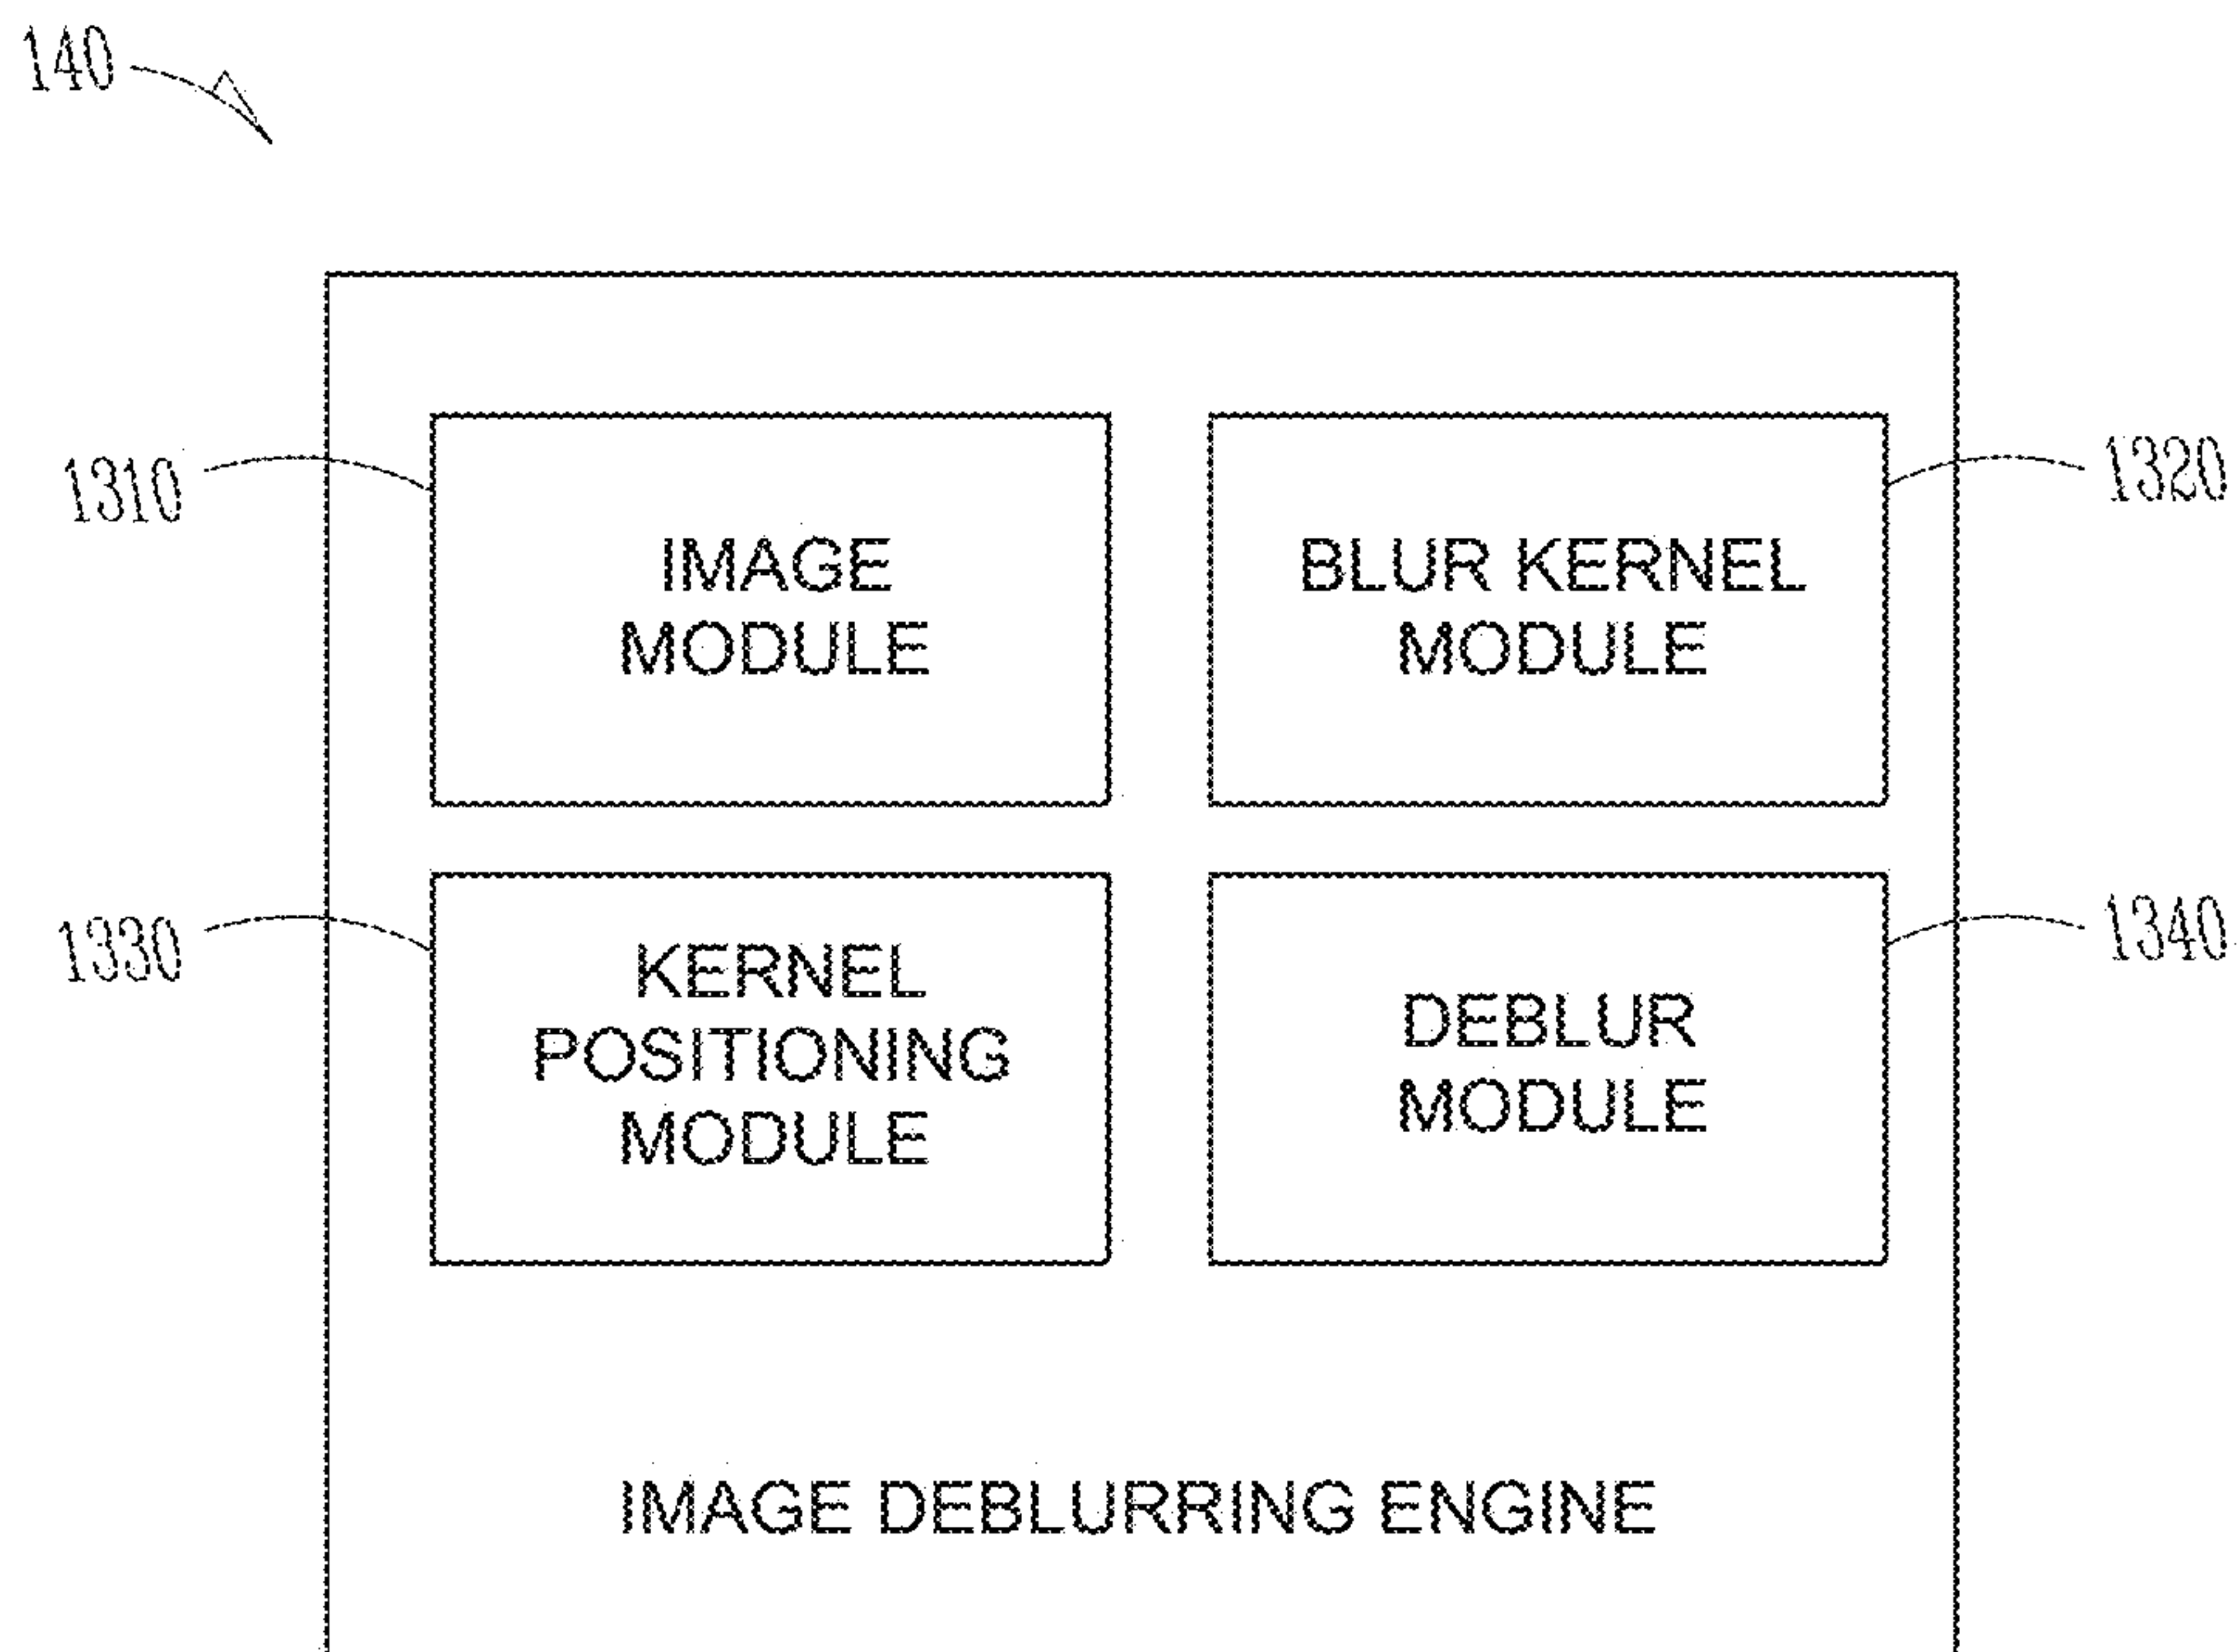 140
1310
IMAGE
MODULE
1320
BLUR KERNEL
MODULE
1330
KERNEL
POSITIONING
MODULE
1340
DEBLUR
MODULE
IMAGE DEBLURRING ENGINE